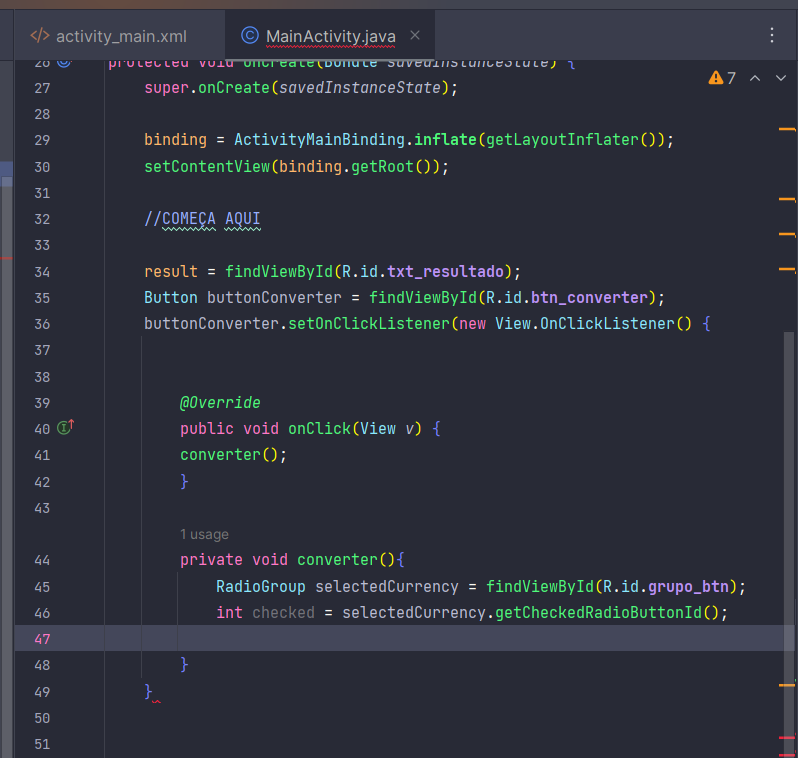 </> activity_main.xml
C MainActivity.java ×
7
26 protected void onCreate(Bundle savedInstanceState) {
27 super.onCreate(savedInstanceState);
28
29 binding = ActivityMainBinding.inflate(getLayoutInflater());
30 setContentView(binding.getRoot());
31
32 //COMEÇA AQUI
33
34 result = findViewById(R.id.txt_resultado);
35 Button buttonConverter = findViewById(R.id.btn_converter);
36 buttonConverter.setOnClickListener(new View.OnClickListener() {
37
38
39 @Override
40 public void onClick(View v) {
41 converter();
42 }
43
1 usage
44 private void converter(){
45 RadioGroup selectedCurrency = findViewById(R.id.grupo_btn);
46 int checked = selectedCurrency.getCheckedRadioButtonId();
47
48 }
49 }
50
51